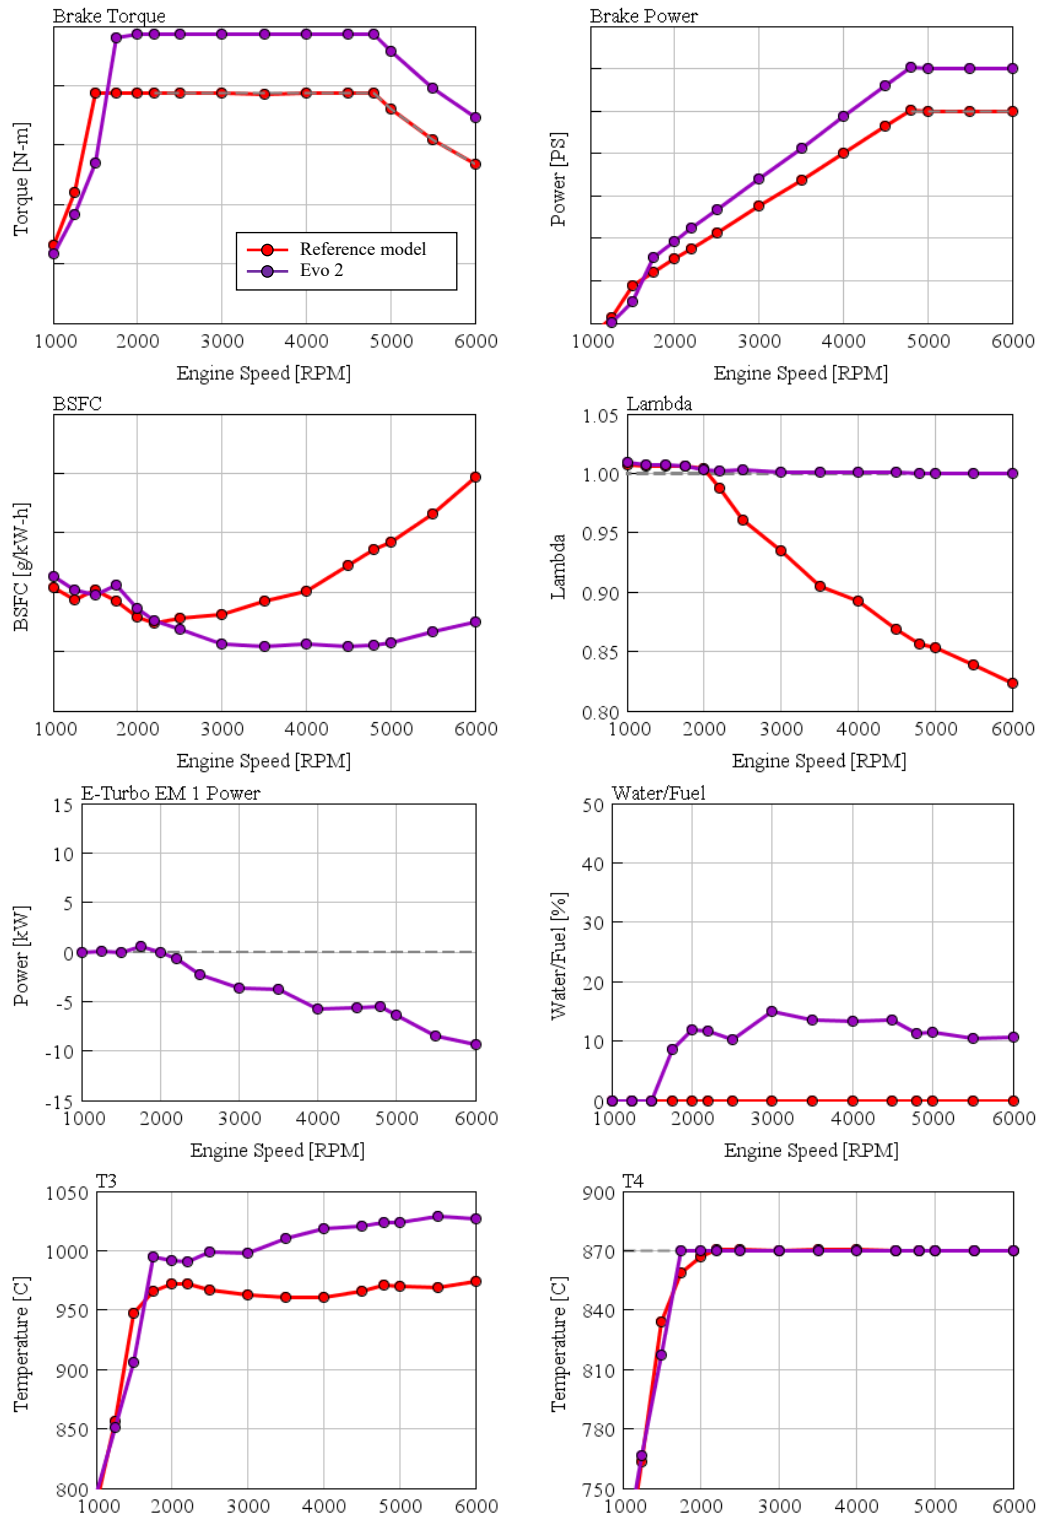 Brake Torque
Torque [N-m]
Reference model
Evo 2
1000 2000 3000 4000 5000 6000
Engine Speed [RPM]
Brake Power
Power [PS]
1000 2000 3000 4000 5000 6000
Engine Speed [RPM]
BSFC
BSFC [g/kW-h]
1000 2000 3000 4000 5000 6000
Engine Speed [RPM]
Lambda
Lambda
1.05
1.00
0.95
0.90
0.85
0.80
1000 2000 3000 4000 5000 6000
Engine Speed [RPM]
E-Turbo EM 1 Power
Power [kW]
15
10
5
0
-5
-10
-15
1000 2000 3000 4000 5000 6000
Engine Speed [RPM]
Water/Fuel
Water/Fuel [%]
50
40
30
20
10
0
1000 2000 3000 4000 5000 6000
Engine Speed [RPM]
T3
Temperature [C]
1050
1000
950
900
850
800
1000 2000 3000 4000 5000 6000
T4
Temperature [C]
900
870
840
810
780
750
1000 2000 3000 4000 5000 6000